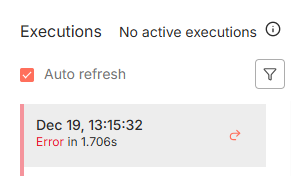 Executions No active executions
Auto refresh
Dec 19, 13:15:32
Error in 1.706s